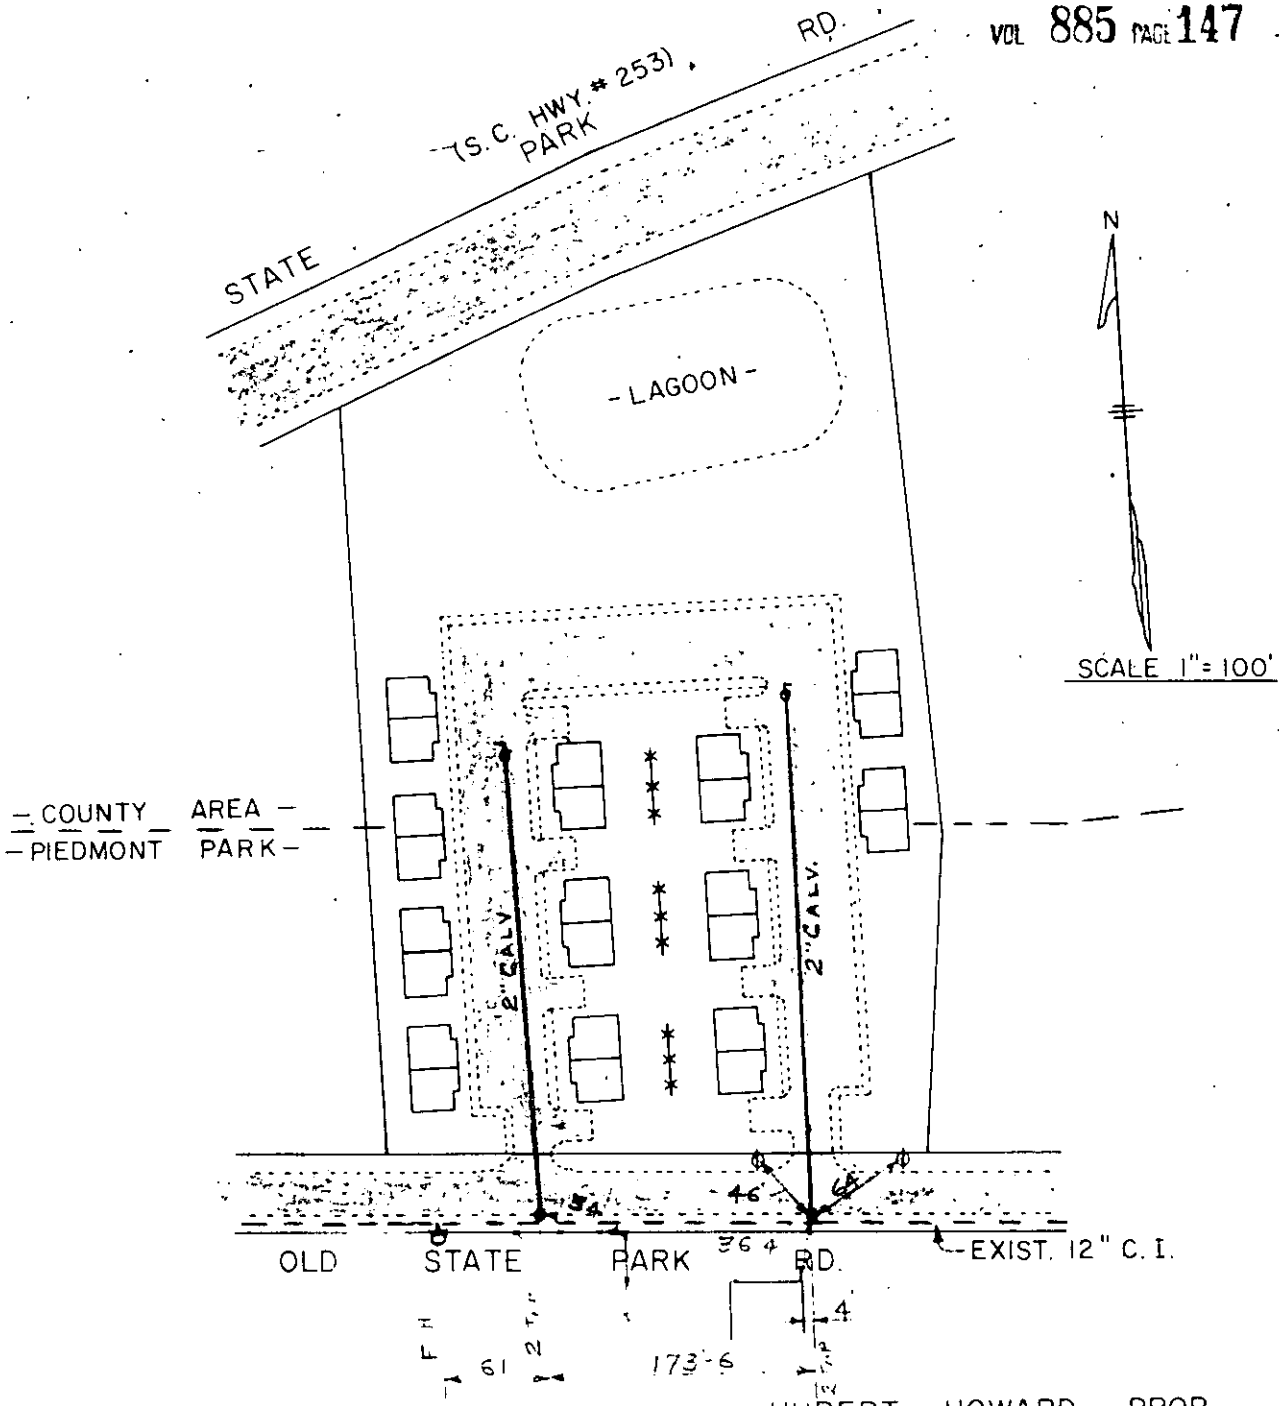 VOL 885 PAGE 147
RD.
(S.C. HWY. # 253)
PARK
STATE
N
- LAGOON -
SCALE 1"= 100'
- COUNTY AREA -
- PIEDMONT PARK -
2" GALV
2" GALV.
46
64
34
364
OLD STATE PARK RD.
EXIST. 12" C. I.
4
F H
61
173-6
HUBERT HOWARD PROP.